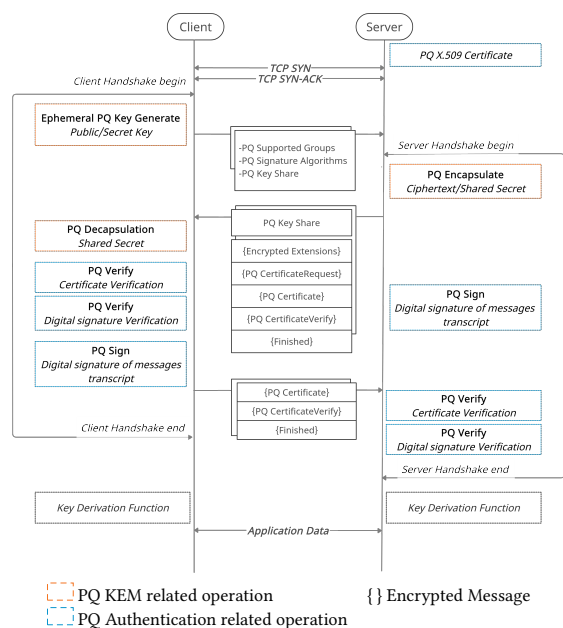 Client
Server
PQ X.509 Certificate
TCP SYN
TCP SYN-ACK
Client Handshake begin
Ephemeral PQ Key Generate
Public/Secret Key
-PQ Supported Groups
-PQ Signature Algorithms
-PQ Key Share
Server Handshake begin
PQ Encapsulate
Ciphertext/Shared Secret
PQ Key Share
PQ Decapsulation
Shared Secret
{Encrypted Extensions}
{PQ CertificateRequest}
{PQ Certificate}
{PQ CertificateVerify}
{Finished}
PQ Verify
Certificate Verification
PQ Verify
Digital signature Verification
PQ Sign
Digital signature of messages
transcript
PQ Sign
Digital signature of messages
transcript
{PQ Certificate}
{PQ CertificateVerify}
{Finished}
PQ Verify
Certificate Verification
PQ Verify
Digital signature Verification
Client Handshake end
Server Handshake end
Key Derivation Function
Key Derivation Function
Application Data
PQ KEM related operation
{} Encrypted Message
PQ Authentication related operation